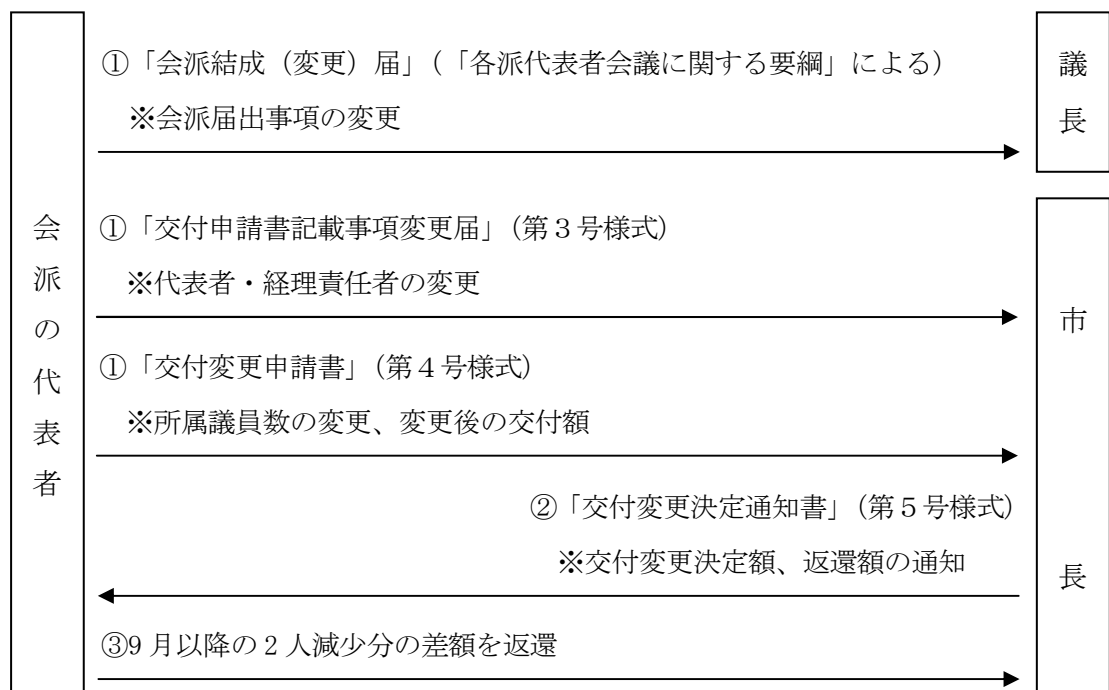 会派の代表者
①「会派結成（変更）届」（「各派代表者会議に関する要綱」による）
※会派届出事項の変更
議長
①「交付申請書記載事項変更届」（第３号様式）
※代表者・経理責任者の変更
①「交付変更申請書」（第４号様式）
※所属議員数の変更、変更後の交付額
②「交付変更決定通知書」（第５号様式）
※交付変更決定額、返還額の通知
③9 月以降の 2 人減少分の差額を返還
市長